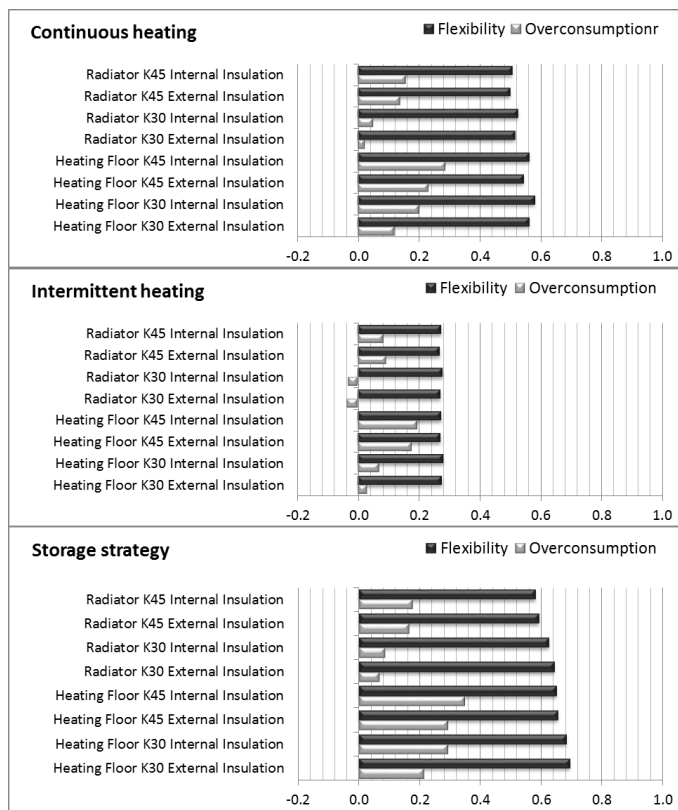 Continuous heating
Flexibility Overconsumptionr
Radiator K45 Internal Insulation
Radiator K45 External Insulation
Radiator K30 Internal Insulation
Radiator K30 External Insulation
Heating Floor K45 Internal Insulation
Heating Floor K45 External Insulation
Heating Floor K30 Internal Insulation
Heating Floor K30 External Insulation
-0.2 0.0 0.2 0.4 0.6 0.8 1.0
Intermittent heating
Flexibility Overconsumption
Radiator K45 Internal Insulation
Radiator K45 External Insulation
Radiator K30 Internal Insulation
Radiator K30 External Insulation
Heating Floor K45 Internal Insulation
Heating Floor K45 External Insulation
Heating Floor K30 Internal Insulation
Heating Floor K30 External Insulation
-0.2 0.0 0.2 0.4 0.6 0.8 1.0
Storage strategy
Flexibility Overconsumption
Radiator K45 Internal Insulation
Radiator K45 External Insulation
Radiator K30 Internal Insulation
Radiator K30 External Insulation
Heating Floor K45 Internal Insulation
Heating Floor K45 External Insulation
Heating Floor K30 Internal Insulation
Heating Floor K30 External Insulation
-0.2 0.0 0.2 0.4 0.6 0.8 1.0